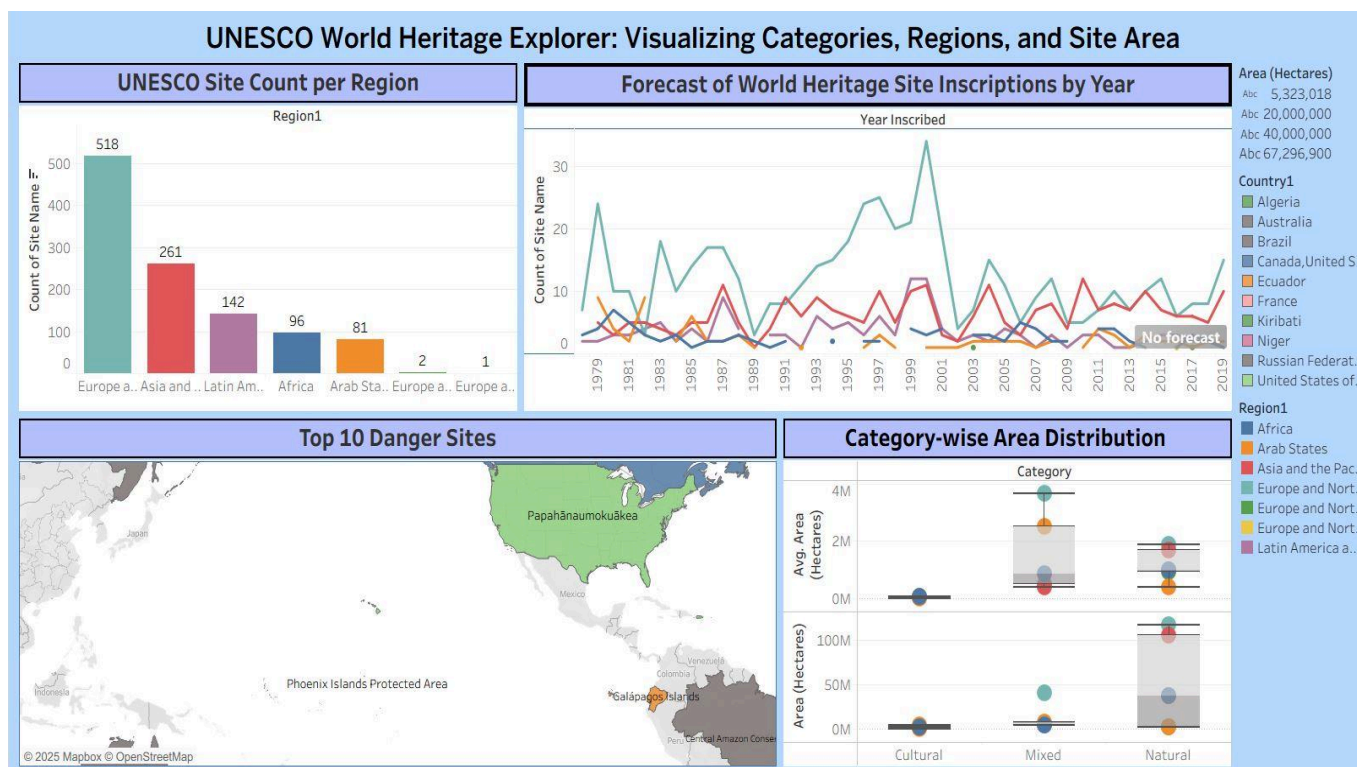 UNESCO World Heritage Explorer: Visualizing Categories, Regions, and Site Area
UNESCO Site Count per Region
Region1
Count of Site Name
500
400
300
200
100
0
518
261
142
96
81
2
1
Europe a..
Asia and ..
Latin Am..
Africa
Arab Sta..
Europe a..
Europe a..
Forecast of World Heritage Site Inscriptions by Year
Year Inscribed
Count of Site Name
30
20
10
0
No forecast
1979
1981
1983
1985
1987
1989
1991
1993
1995
1997
1999
2001
2003
2005
2007
2009
2011
2013
2015
2017
2019
Area (Hectares)
Abc 5,323,018
Abc 20,000,000
Abc 40,000,000
Abc 67,296,900
Country1
Algeria
Australia
Brazil
Canada,United S
Ecuador
France
Kiribati
Niger
Russian Federat.
United States of.
Region1
Africa
Arab States
Asia and the Pac.
Europe and Nort.
Europe and Nort.
Europe and Nort.
Latin America a..
Top 10 Danger Sites
Japan
Papahānaumokuākea
Mexico
Venezuela
Colombia
Phoenix Islands Protected Area
Galápagos Islands
Indonesia
Peru
Central Amazon Conser
© 2025 Mapbox © OpenStreetMap
Category-wise Area Distribution
Category
Avg. Area
(Hectares)
4M
2M
0M
Area (Hectares)
100M
50M
0M
Cultural
Mixed
Natural